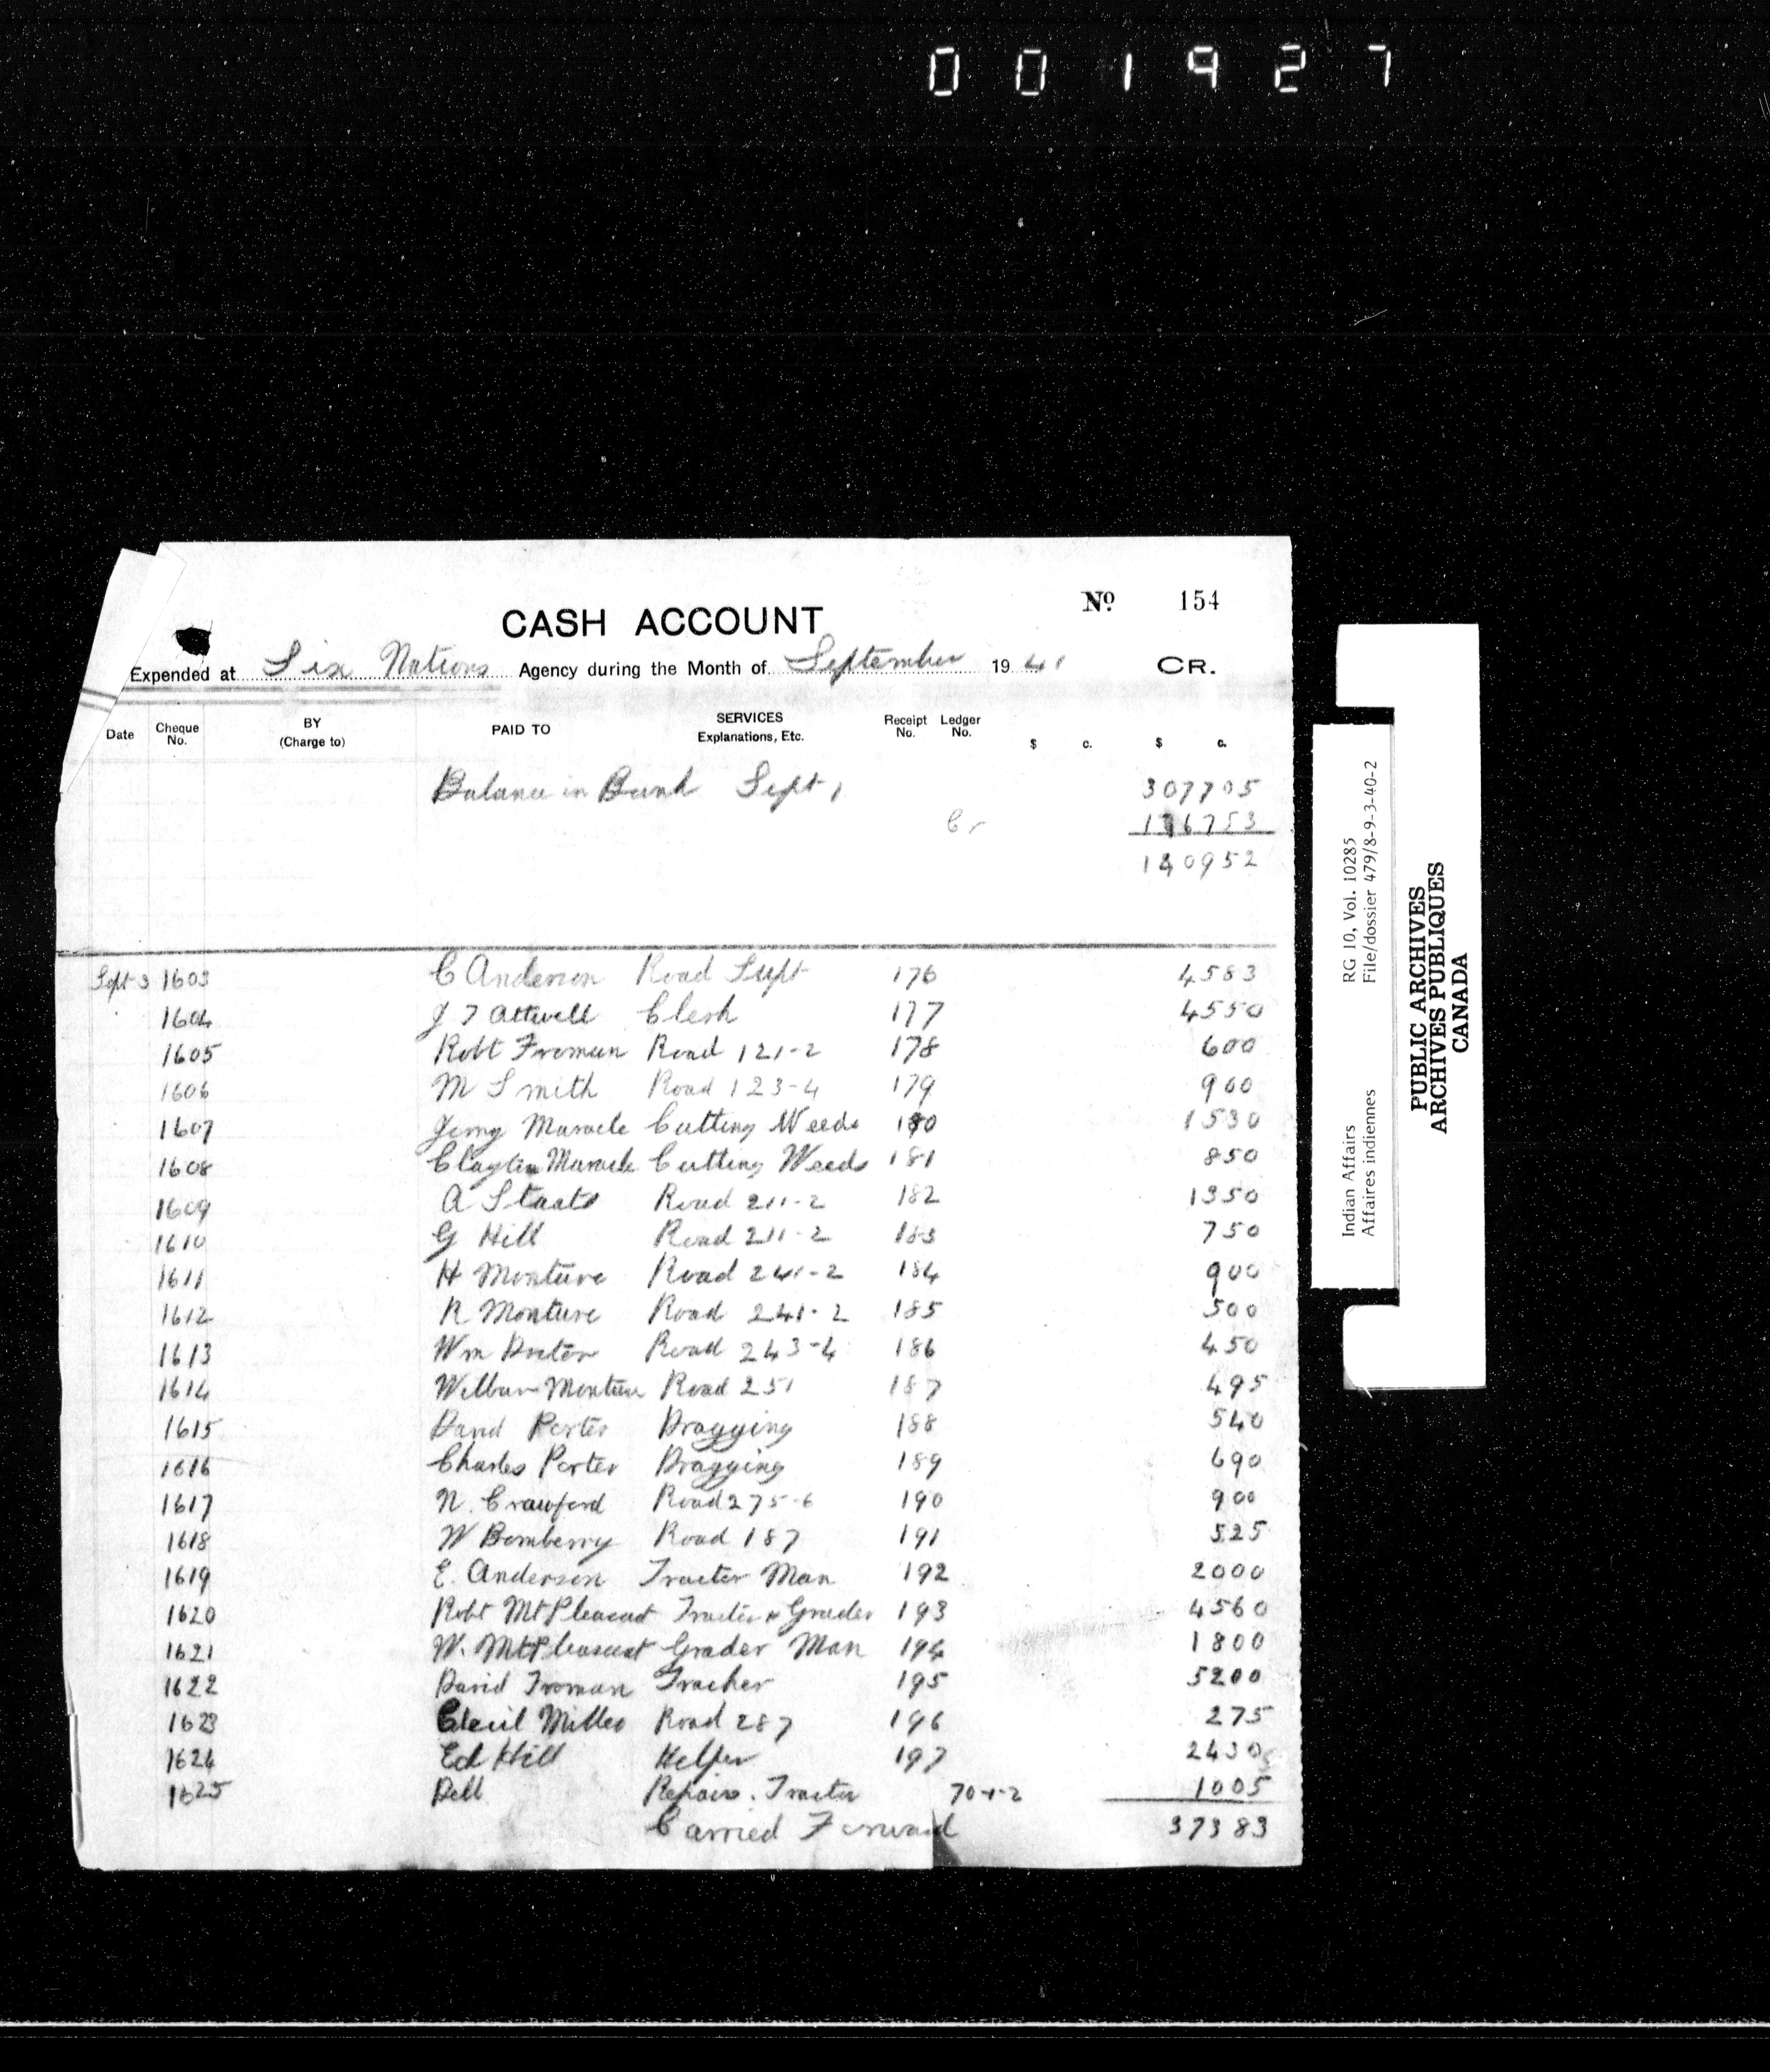 001927
No 154
CASH ACCOUNT
Expended at Six Nations Agency during the Month of September 1941 CR.
Date Cheque No. BY (Charge to) PAID TO SERVICES Explanations, Etc. Receipt No. Ledger No. $ c. $ c.
Balance in Bank Sept 1 307705
Cr 16753
140952
Sept 3 1603 C Anderson Road Supt 176 4583
1604 J T Attwell Clerk 177 4550
1605 Robt Froman Road 121-2 178 600
1606 M Smith Road 123-4 179 900
1607 Jerry Maracle Cutting Weeds 180 1530
1608 Clayton Maracle Cutting Weeds 181 850
1609 A Staats Road 211-2 182 1350
1610 G Hill Road 211-2 183 750
1611 H Monture Road 241-2 184 900
1612 R Monture Road 241-2 185 500
1613 Wm Doctor Road 243-4 186 450
1614 Wilbur Monture Road 251 187 495
1615 David Porter Dragging 188 540
1616 Charles Porter Dragging 189 690
1617 N. Crawford Road 275-6 190 900
1618 W Bomberry Road 187 191 525
1619 E. Anderson Tractor Man 192 2000
1620 Robt Mt Pleasant Tractor & Grader 193 4560
1621 W. Mt Pleasant Grader Man 194 1800
1622 David Froman 195 5200
1623 Cecil Miller Road 287 196 275
1624 Ed Hill Helper 197 2430
1625 Dell Repairs. Tractor 70-1-2 1005
Carried Forward 37383
Indian Affairs RG 10, Vol. 10285
Affaires indiennes File/dossier 479/8-9-3-40-2
PUBLIC ARCHIVES
ARCHIVES PUBLIQUES
CANADA